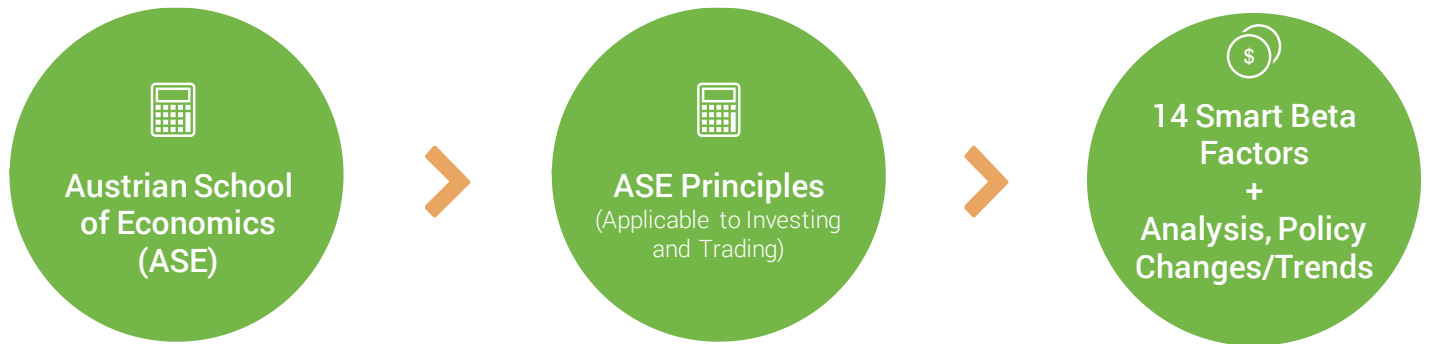 Austrian School
of Economics
(ASE)
ASE Principles
(Applicable to Investing
and Trading)
$
14 Smart Beta
Factors
+
Analysis, Policy
Changes/Trends